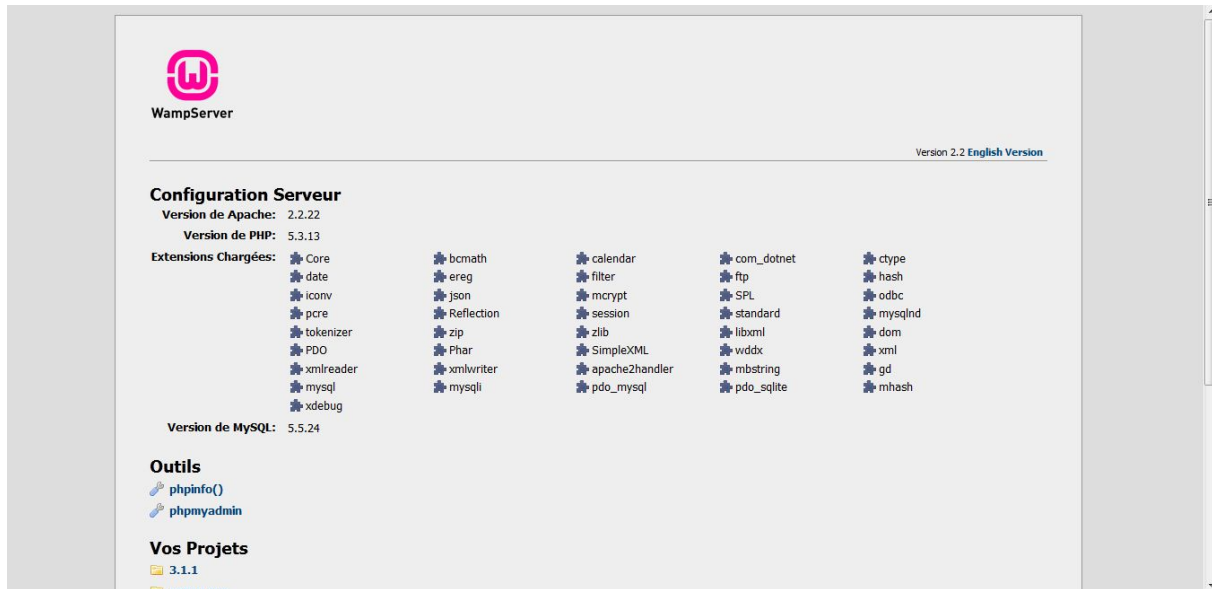 WampServer
Version 2.2 English Version
Configuration Serveur
Version de Apache: 2.2.22
Version de PHP: 5.3.13
Extensions Chargées: Core bcmath calendar com_dotnet ctype
date ereg filter ftp hash
iconv json mcrypt SPL odbc
pcre Reflection session standard mysqlnd
tokenizer zip zlib libxml dom
PDO Phar SimpleXML wddx xml
xmlreader xmlwriter apache2handler mbstring gd
mysql mysqli pdo_mysql pdo_sqlite mhash
xdebug
Version de MySQL: 5.5.24
Outils
phpinfo()
phpmyadmin
Vos Projets
3.1.1